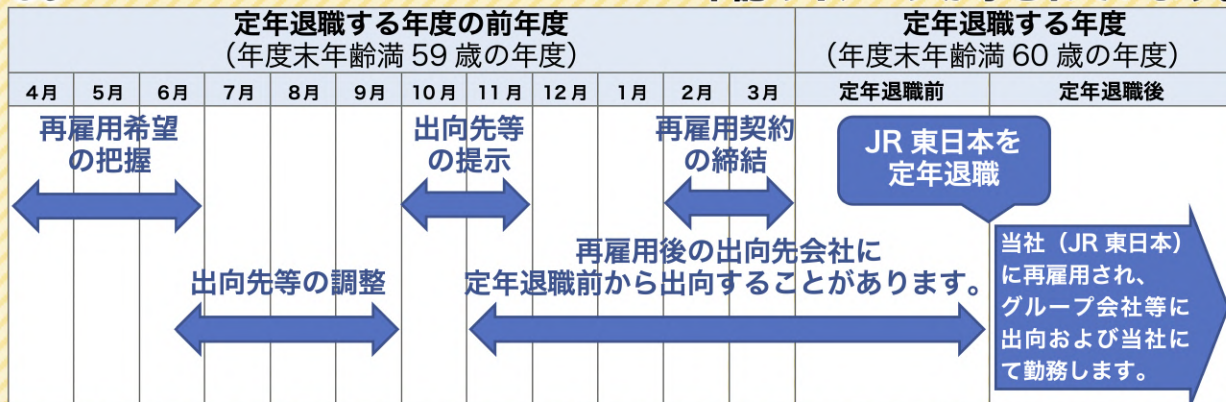 定年退職する年度の前年度
（年度末年齢満 59 歳の年度）
定年退職する年度
（年度末年齢満 60 歳の年度）
4月 5月 6月 7月 8月 9月 10月 11月 12月 1月 2月 3月 定年退職前 定年退職後
再雇用希望
の把握
出向先等
の提示
再雇用契約
の締結
JR 東日本を
定年退職
出向先等の調整
再雇用後の出向先会社に
定年退職前から出向することがあります。
当社（JR 東日本）
に再雇用され、
グループ会社等に
出向および当社に
て勤務します。